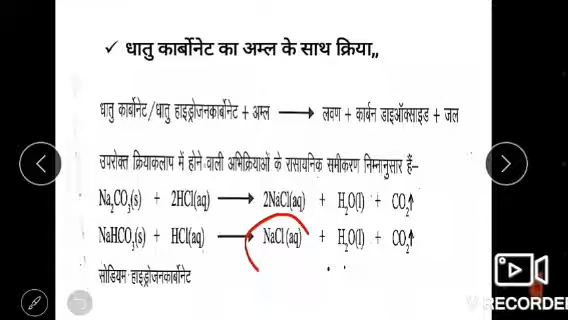 ✓ धातु कार्बोनेट का अम्ल के साथ क्रिया,,
धातु कार्बोनेट/धातु हाइड्रोजनकार्बोनेट + अम्ल ⟶ लवण + कार्बन डाइऑक्साइड + जल
उपरोक्त क्रियाकलाप में होने वाली अभिक्रियाओं के रासायनिक समीकरण निम्नानुसार हैं–
Na₂CO₃(s) + 2HCl(aq) ⟶ 2NaCl(aq) + H₂O(l) + CO₂↑
NaHCO₃(s) + HCl(aq) ⟶ NaCl(aq) + H₂O(l) + CO₂↑
सोडियम हाइड्रोजनकार्बोनेट
RECORDER